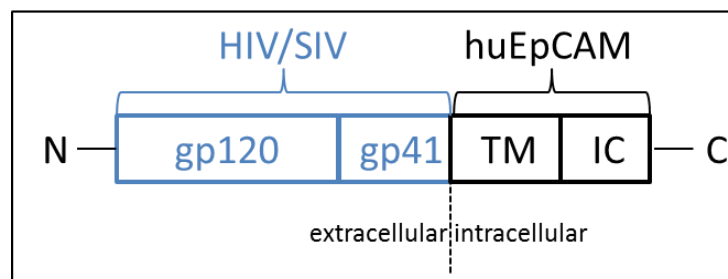 HIV/SIV huEpCAM
N gp120 gp41 TM IC C
extracellular intracellular